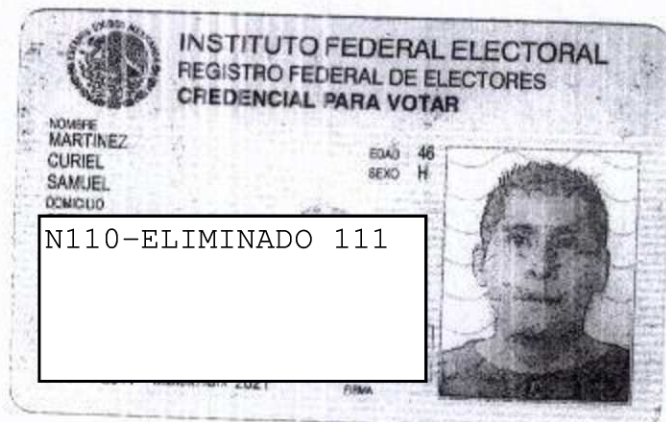 INSTITUTO FEDERAL ELECTORAL
REGISTRO FEDERAL DE ELECTORES
CREDENCIAL PARA VOTAR
NOMBRE
MARTINEZ
CURIEL
SAMUEL
EDAD 46
SEXO H
DOMICILIO
N110-ELIMINADO 111
2021
FIRMA